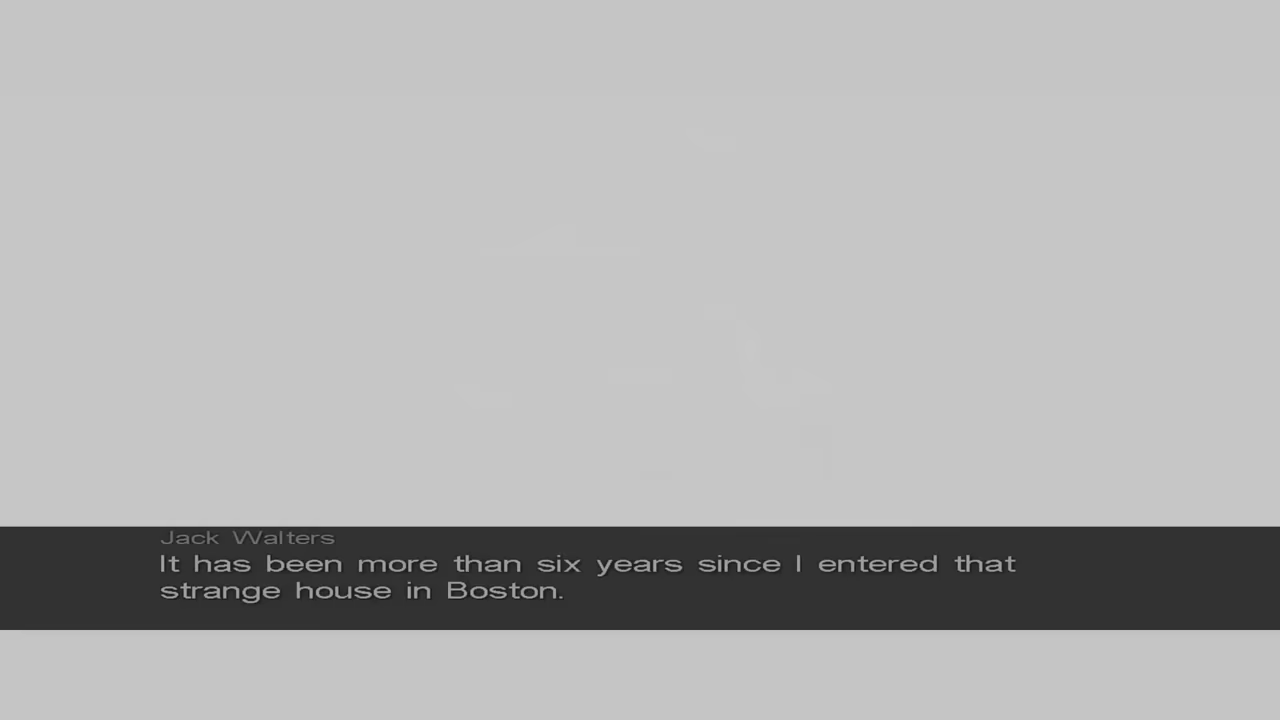 Jack Walters
It has been more than six years since I entered that
strange house in Boston.